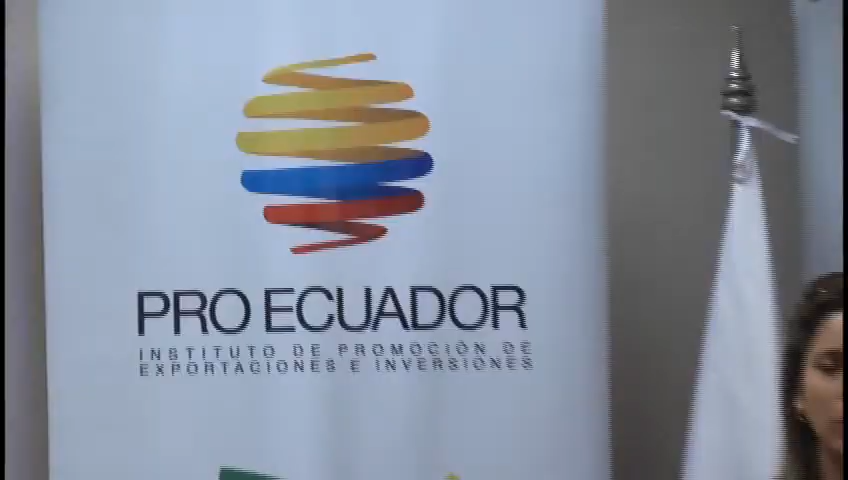 PRO ECUADOR
INSTITUTO DE PROMOCIÓN DE
EXPORTACIONES E INVERSIONES